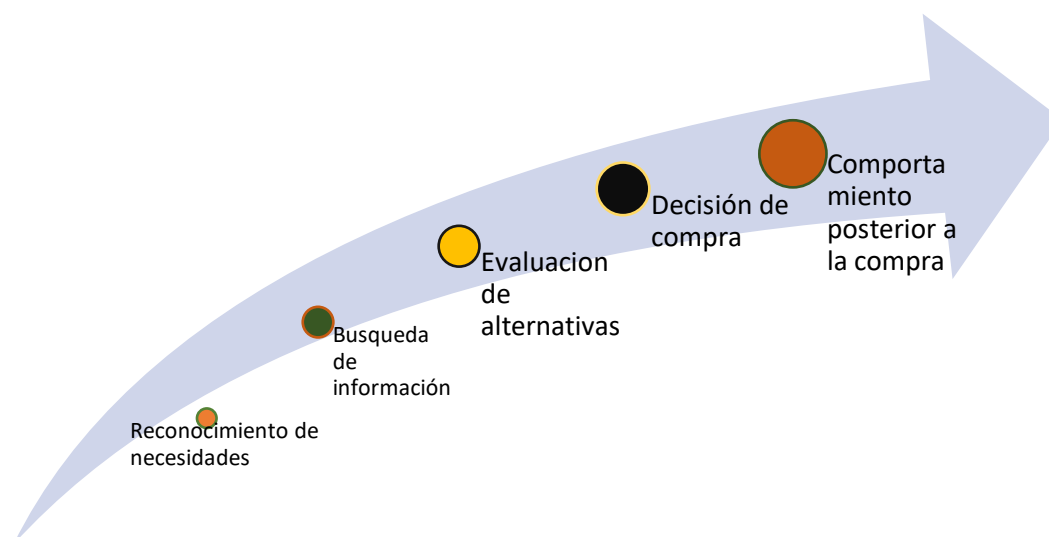 Reconocimiento de
necesidades
Busqueda
de
información
Evaluacion
de
alternativas
Decisión de
compra
Comporta
miento
posterior a
la compra